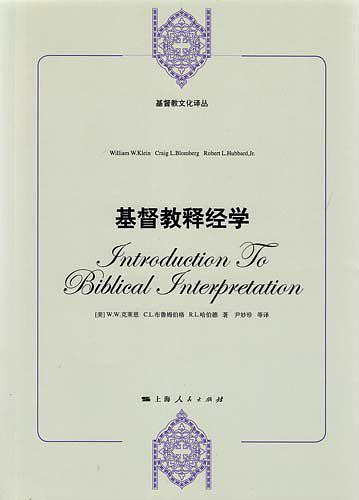 基督教文化译丛
William W.Klein Craig L.Blomberg Robert L.Hubbard,Jr.
基督教释经学
Introduction To
Biblical Interpretation
[美] W.W.克莱恩 C.L.布鲁姆伯格 R.L.哈伯德 著 尹妙珍 等译
上海人民出版社